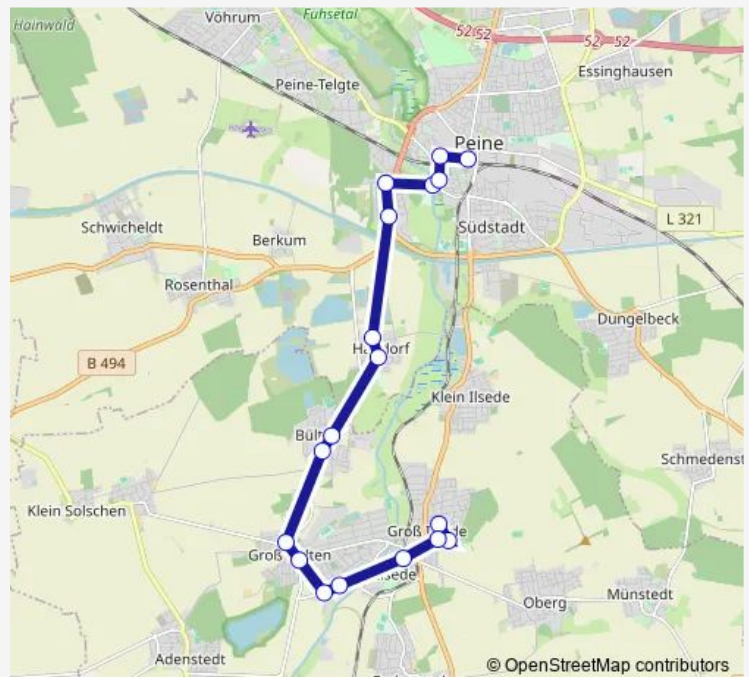 Hainwald
Vöhrum
Fuhsetal
52 52
52
52
Essinghausen
Peine-Telgte
Peine
L 321
Schwicheldt
Südstadt
Berkum
Rosenthal
Dungelbeck
B 494
Klein Ilsede
Schmedenst
Klein Solschen
Groß
Oberg
Münstedt
Adenstedt
© OpenStreetMap contributors